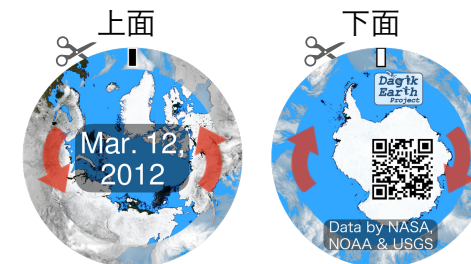 上面
下面
Mar. 12,
2012
Dagik
Earth
Project
Data by NASA,
NOAA & USGS